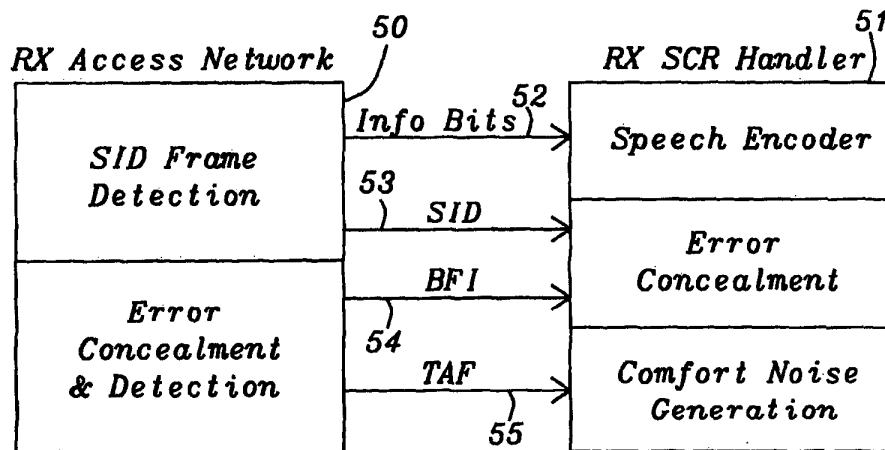 50
51
RX Access Network
RX SCR Handler
Info Bits
52
SID Frame
Detection
Speech Encoder
53
SID
Error
Concealment
BFI
54
Error
Concealment
& Detection
TAF
55
Comfort Noise
Generation